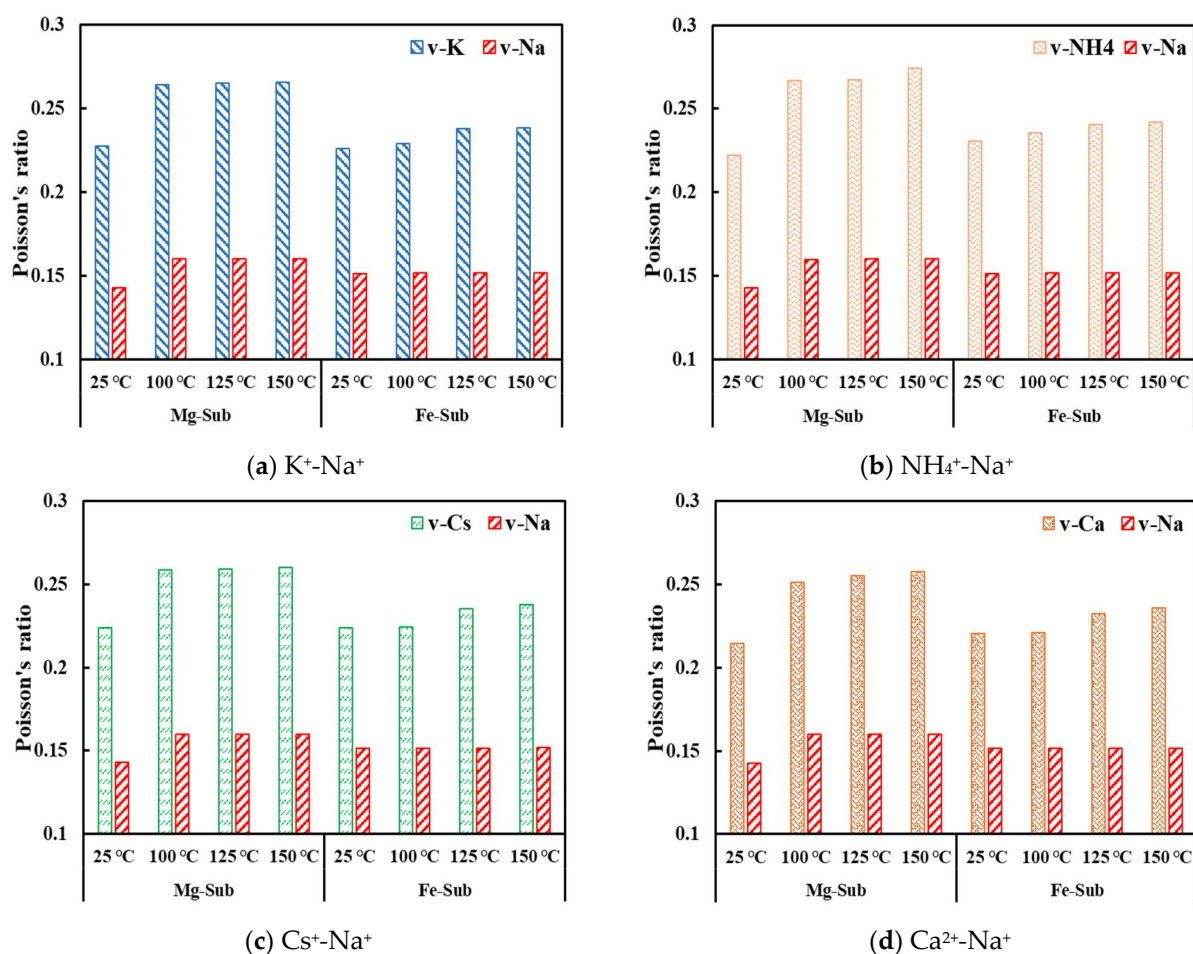 0.3
v-K v-Na
0.25
0.2
0.15
0.1
Poisson's ratio
25 °C 100 °C 125 °C 150 °C 25 °C 100 °C 125 °C 150 °C
Mg-Sub Fe-Sub
(a) K⁺-Na⁺
0.3
v-NH4 v-Na
0.25
0.2
0.15
0.1
Poisson's ratio
25 °C 100 °C 125 °C 150 °C 25 °C 100 °C 125 °C 150 °C
Mg-Sub Fe-Sub
(b) NH₄⁺-Na⁺
0.3
v-Cs v-Na
0.25
0.2
0.15
0.1
Poisson's ratio
25 °C 100 °C 125 °C 150 °C 25 °C 100 °C 125 °C 150 °C
Mg-Sub Fe-Sub
(c) Cs⁺-Na⁺
0.3
v-Ca v-Na
0.25
0.2
0.15
0.1
Poisson's ratio
25 °C 100 °C 125 °C 150 °C 25 °C 100 °C 125 °C 150 °C
Mg-Sub Fe-Sub
(d) Ca²⁺-Na⁺